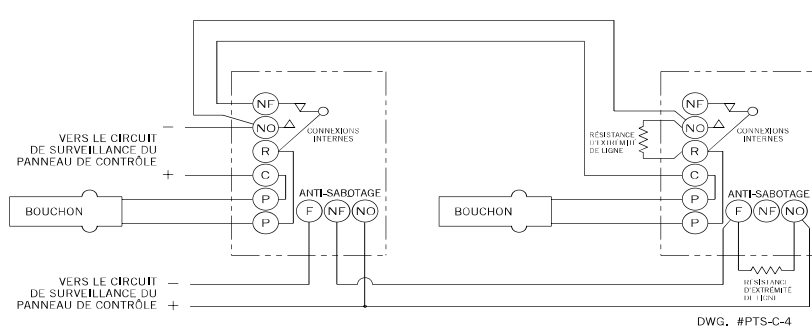 NF
NO
R
C
P
P
CONNEXIONS
INTERNES
−
VERS LE CIRCUIT
DE SURVEILLANCE DU
PANNEAU DE CONTRÔLE
+
BOUCHON
ANTI-SABOTAGE
F
NF
NO
NF
NO
R
C
P
P
CONNEXIONS
INTERNES
RÉSISTANCE
D'EXTRÉMITÉ
DE LIGNE
BOUCHON
ANTI-SABOTAGE
F
NF
NO
RÉSISTANCE
D'EXTRÉMITÉ
DE LIGNE
VERS LE CIRCUIT −
DE SURVEILLANCE DU
PANNEAU DE CONTRÔLE +
DWG. #PTS-C-4